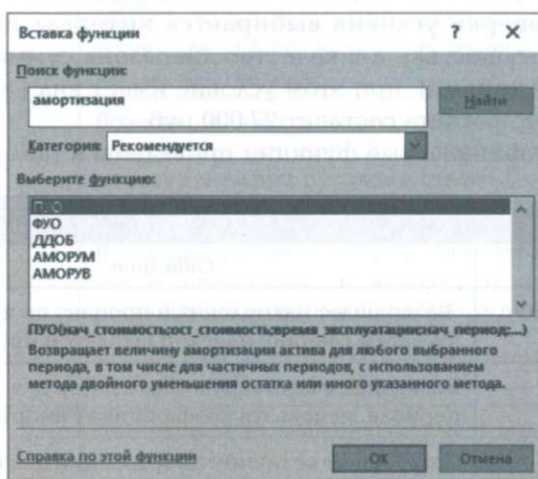 Вставка функции ? X
Поиск функции:
амортизация
Найти
Категория: Рекомендуется
Выберите функцию:
ПУО
ФУО
ДДОБ
АМОРУМ
АМОРУВ
ПУО(нач_стоимость;ост_стоимость;время_эксплуатации;нач_период;...)
Возвращает величину амортизации актива для любого выбранного
периода, в том числе для частичных периодов, с использованием
метода двойного уменьшения остатка или иного указанного метода.
Справка по этой функции
ОК
Отмена